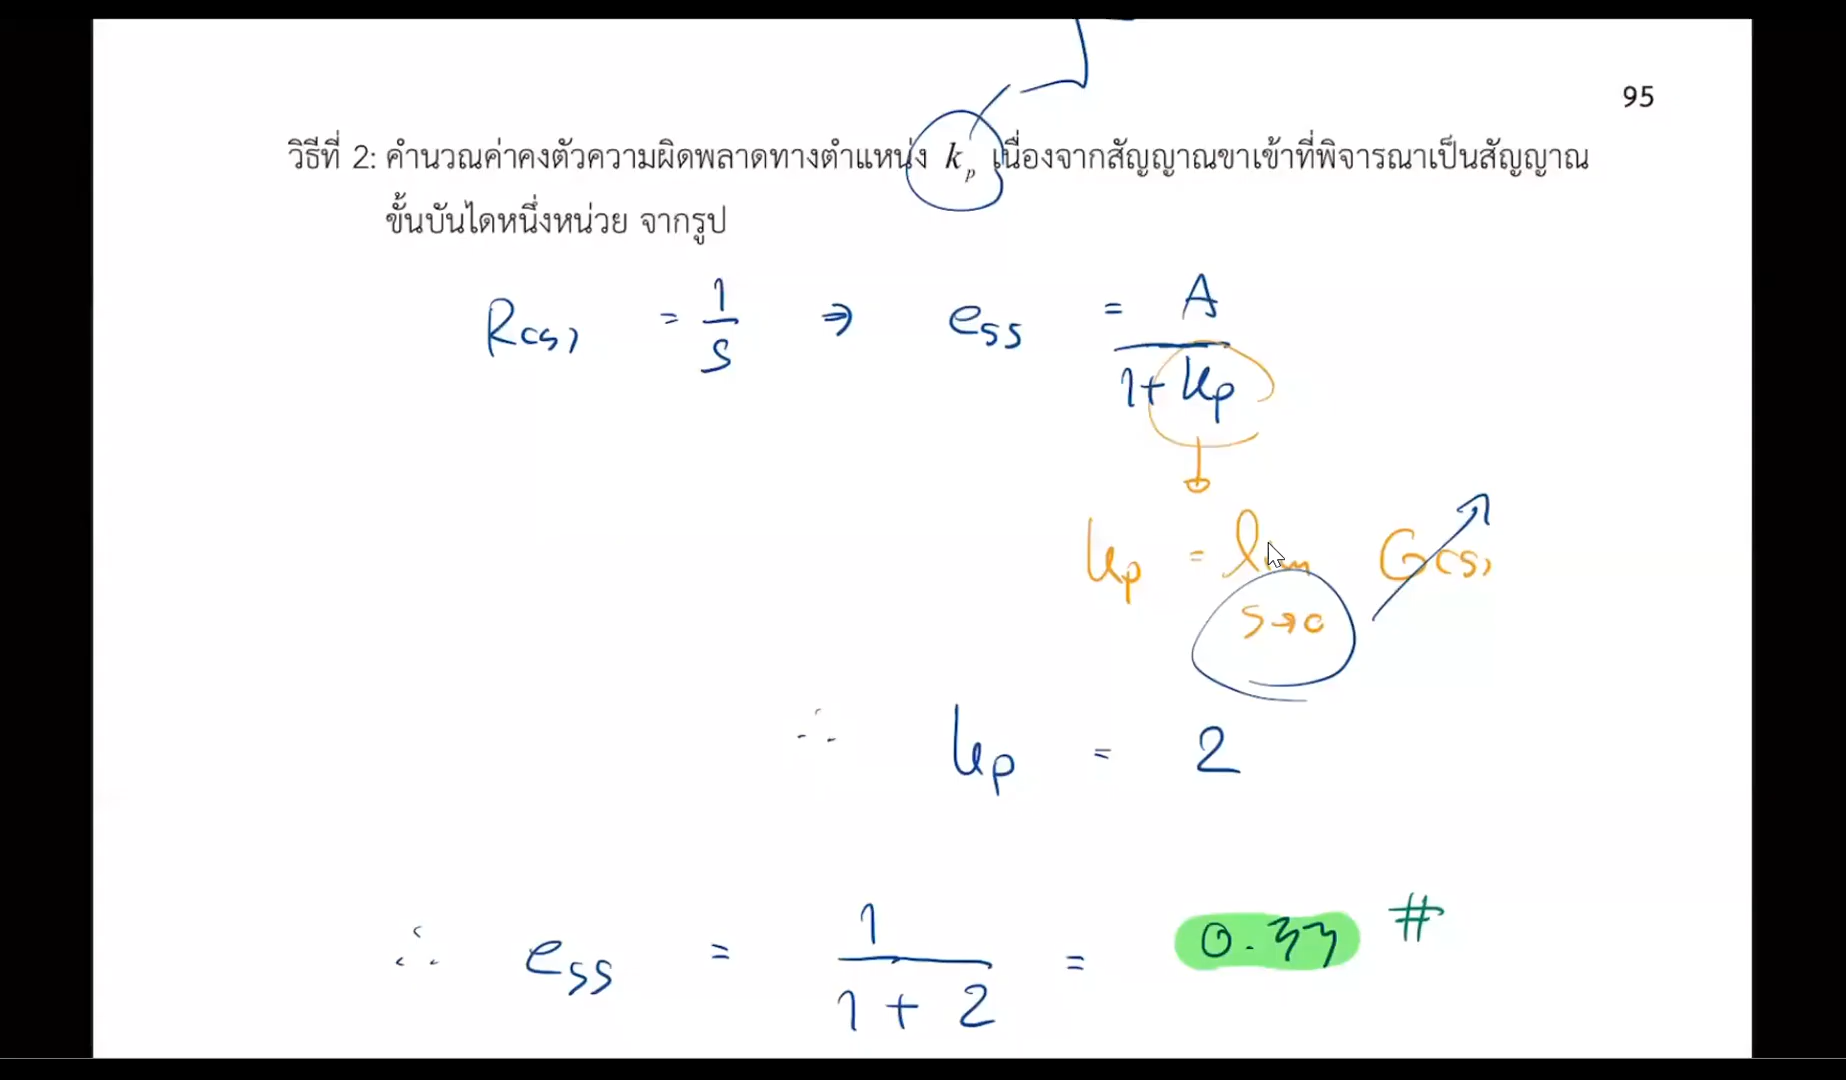 95
วิธีที่ 2: คำนวณค่าคงตัวความผิดพลาดทางตำแหน่ง k_p เนื่องจากสัญญาณขาเข้าที่พิจารณาเป็นสัญญาณ
ขั้นบันไดหนึ่งหน่วย จากรูป
R(s) = 1/s ⇒ e_ss = A/(1 + k_p)
k_p = lim s→0 G(s)
∴ k_p = 2
∴ e_ss = 1/(1 + 2) = 0.33 #